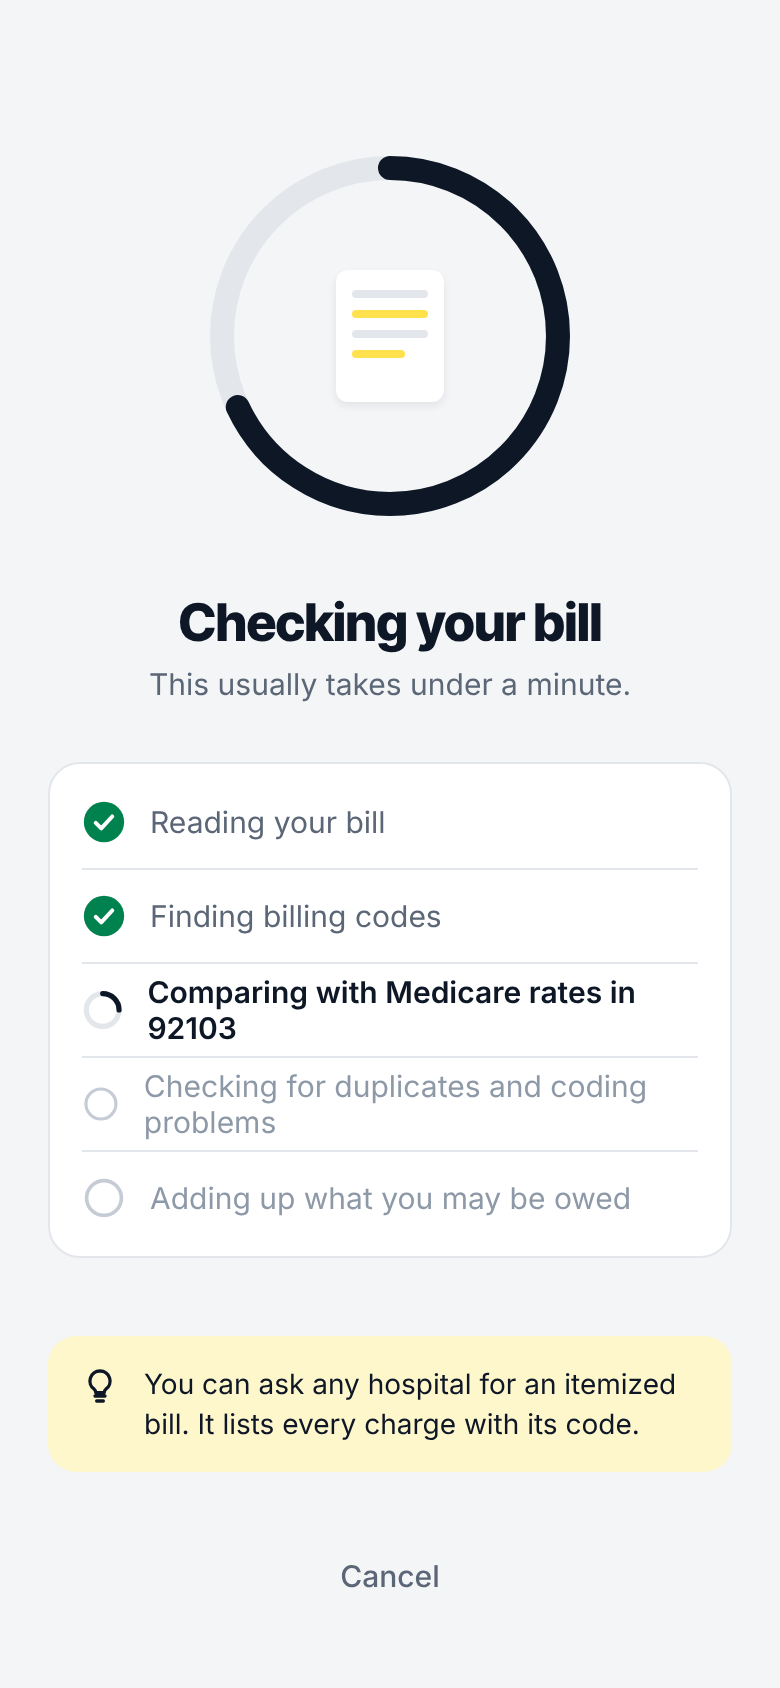 Checking your bill
This usually takes under a minute.
Reading your bill
Finding billing codes
Comparing with Medicare rates in
92103
Checking for duplicates and coding
problems
Adding up what you may be owed
You can ask any hospital for an itemized
bill. It lists every charge with its code.
Cancel